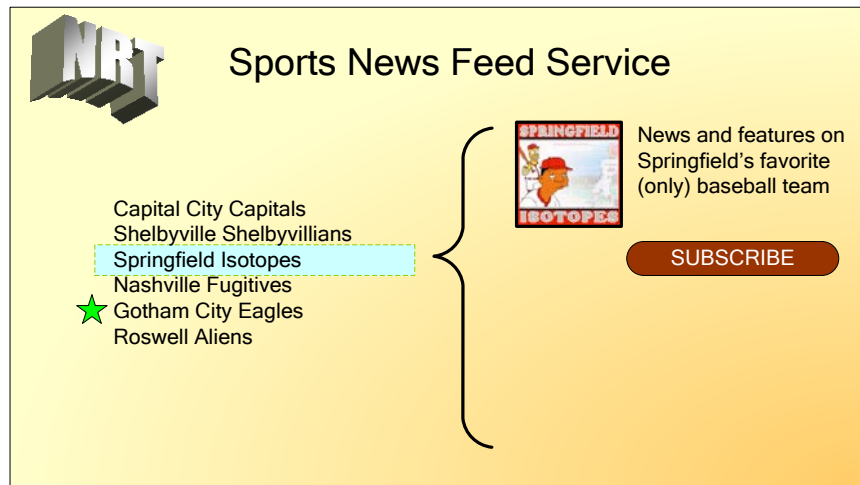 NRT
Sports News Feed Service
Capital City Capitals
Shelbyville Shelbyvillians
Springfield Isotopes
Nashville Fugitives
Gotham City Eagles
Roswell Aliens
SPRINGFIELD
ISOTOPES
News and features on
Springfield's favorite
(only) baseball team
SUBSCRIBE